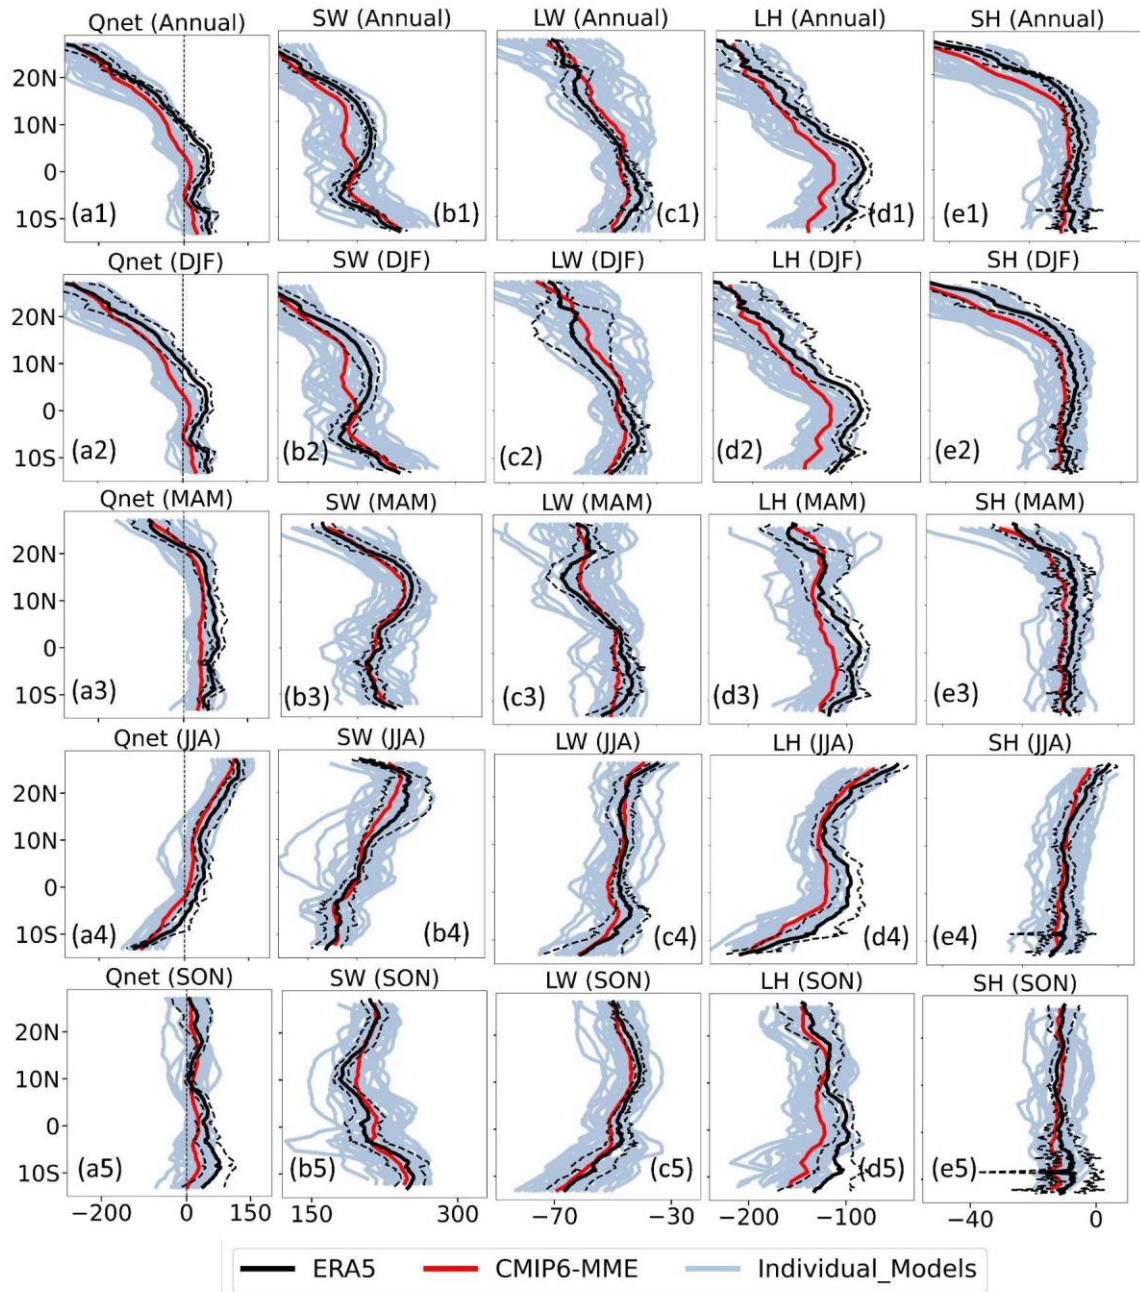 Qnet (Annual) SW (Annual) LW (Annual) LH (Annual) SH (Annual)
20N
10N
0
10S
(a1) (b1) (c1) (d1) (e1)
−200 0 150 150 300
Qnet (DJF) SW (DJF) LW (DJF) LH (DJF) SH (DJF)
20N
10N
0
10S
(a2) (b2) (c2) (d2) (e2)
Qnet (MAM) SW (MAM) LW (MAM) LH (MAM) SH (MAM)
20N
10N
0
10S
(a3) (b3) (c3) (d3) (e3)
Qnet (JJA) SW (JJA) LW (JJA) LH (JJA) SH (JJA)
20N
10N
0
10S
(a4) (b4) (c4) (d4) (e4)
Qnet (SON) SW (SON) LW (SON) LH (SON) SH (SON)
20N
10N
0
10S
(a5) (b5) (c5) (d5) (e5)
−200 0 150 150 300 −70 −30 −200 −100 −40 0
ERA5 CMIP6-MME Individual_Models